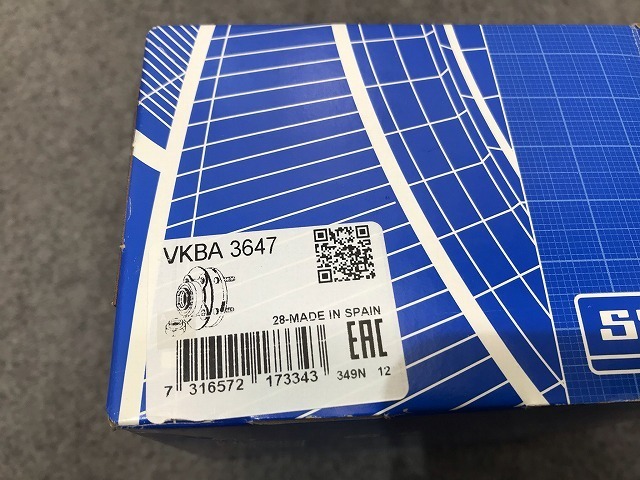 VKBA 3647
28-MADE IN SPAIN
EAC
7 316572 173343 349N 12